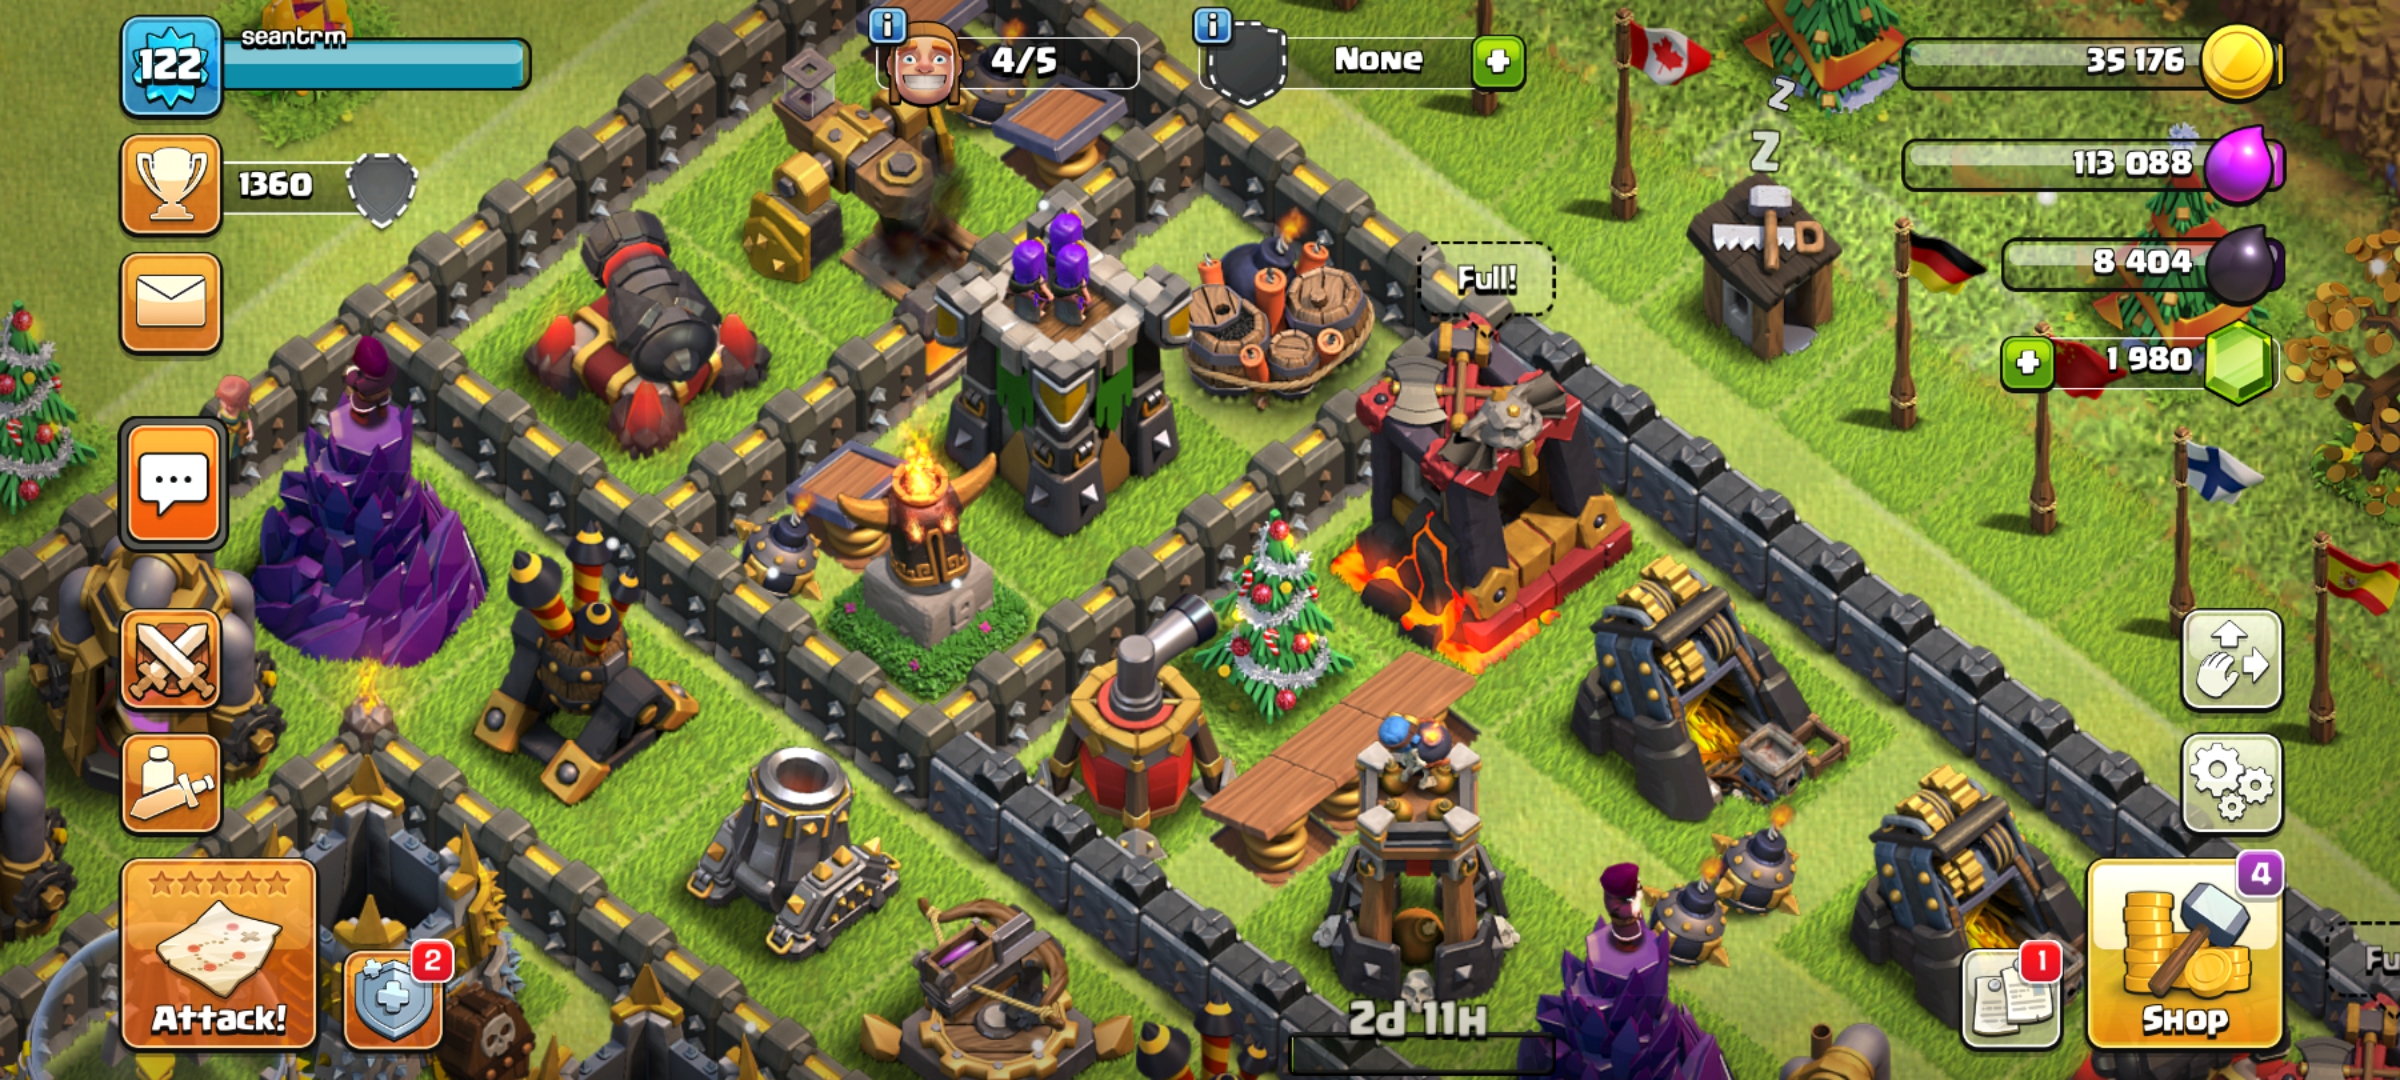 122
seantrm
4/5
None
35 176
1360
113 088
Z
Z
8 404
Full!
1 980
Attack!
2
2d 11H
1
4
Shop
Fu